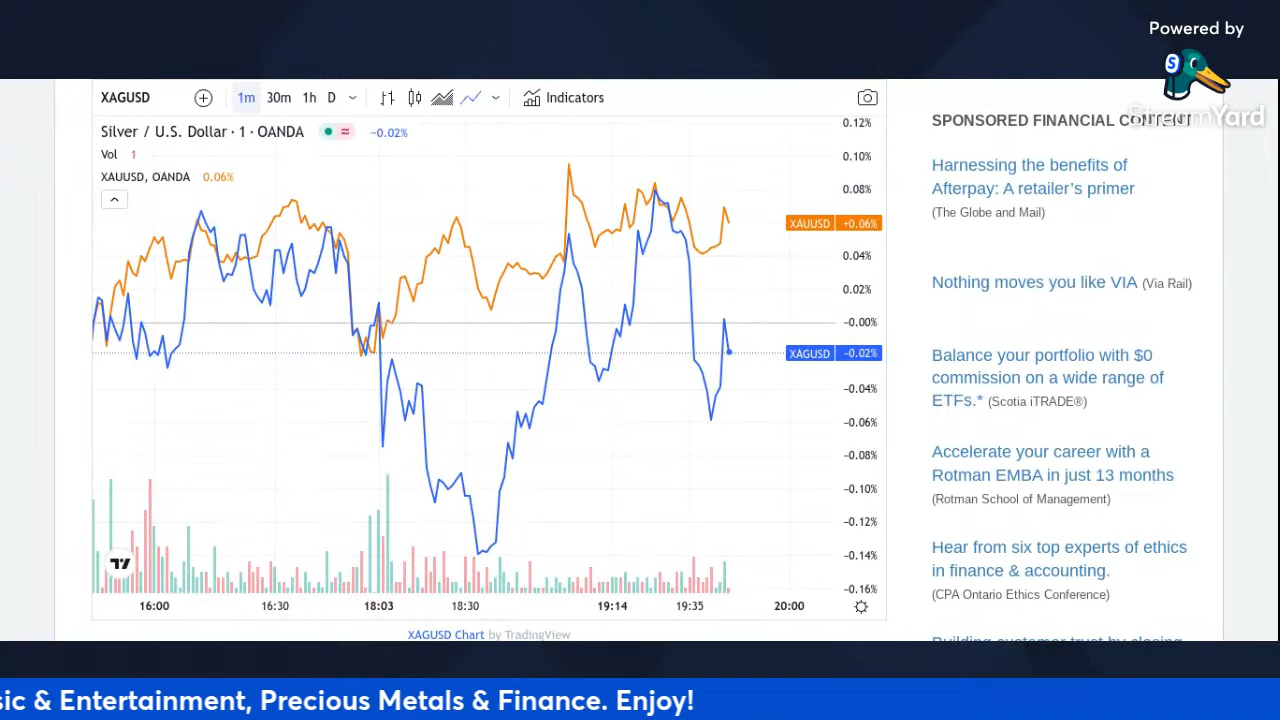 Powered by
StreamYard
XAGUSD
1m 30m 1h D
Indicators
Silver / U.S. Dollar · 1 · OANDA
−0.02%
Vol 1
XAUUSD, OANDA 0.06%
0.12%
0.10%
0.08%
XAUUSD +0.06%
0.04%
0.02%
−0.00%
XAGUSD −0.02%
−0.04%
−0.06%
−0.08%
−0.10%
−0.12%
−0.14%
−0.16%
16:00 16:30 18:03 18:30 19:14 19:35 20:00
XAGUSD Chart by TradingView
SPONSORED FINANCIAL CONTENT
Harnessing the benefits of
Afterpay: A retailer’s primer
(The Globe and Mail)
Nothing moves you like VIA (Via Rail)
Balance your portfolio with $0
commission on a wide range of
ETFs.* (Scotia iTRADE®)
Accelerate your career with a
Rotman EMBA in just 13 months
(Rotman School of Management)
Hear from six top experts of ethics
in finance & accounting.
(CPA Ontario Ethics Conference)
Building customer trust by closing
sic & Entertainment, Precious Metals & Finance. Enjoy!